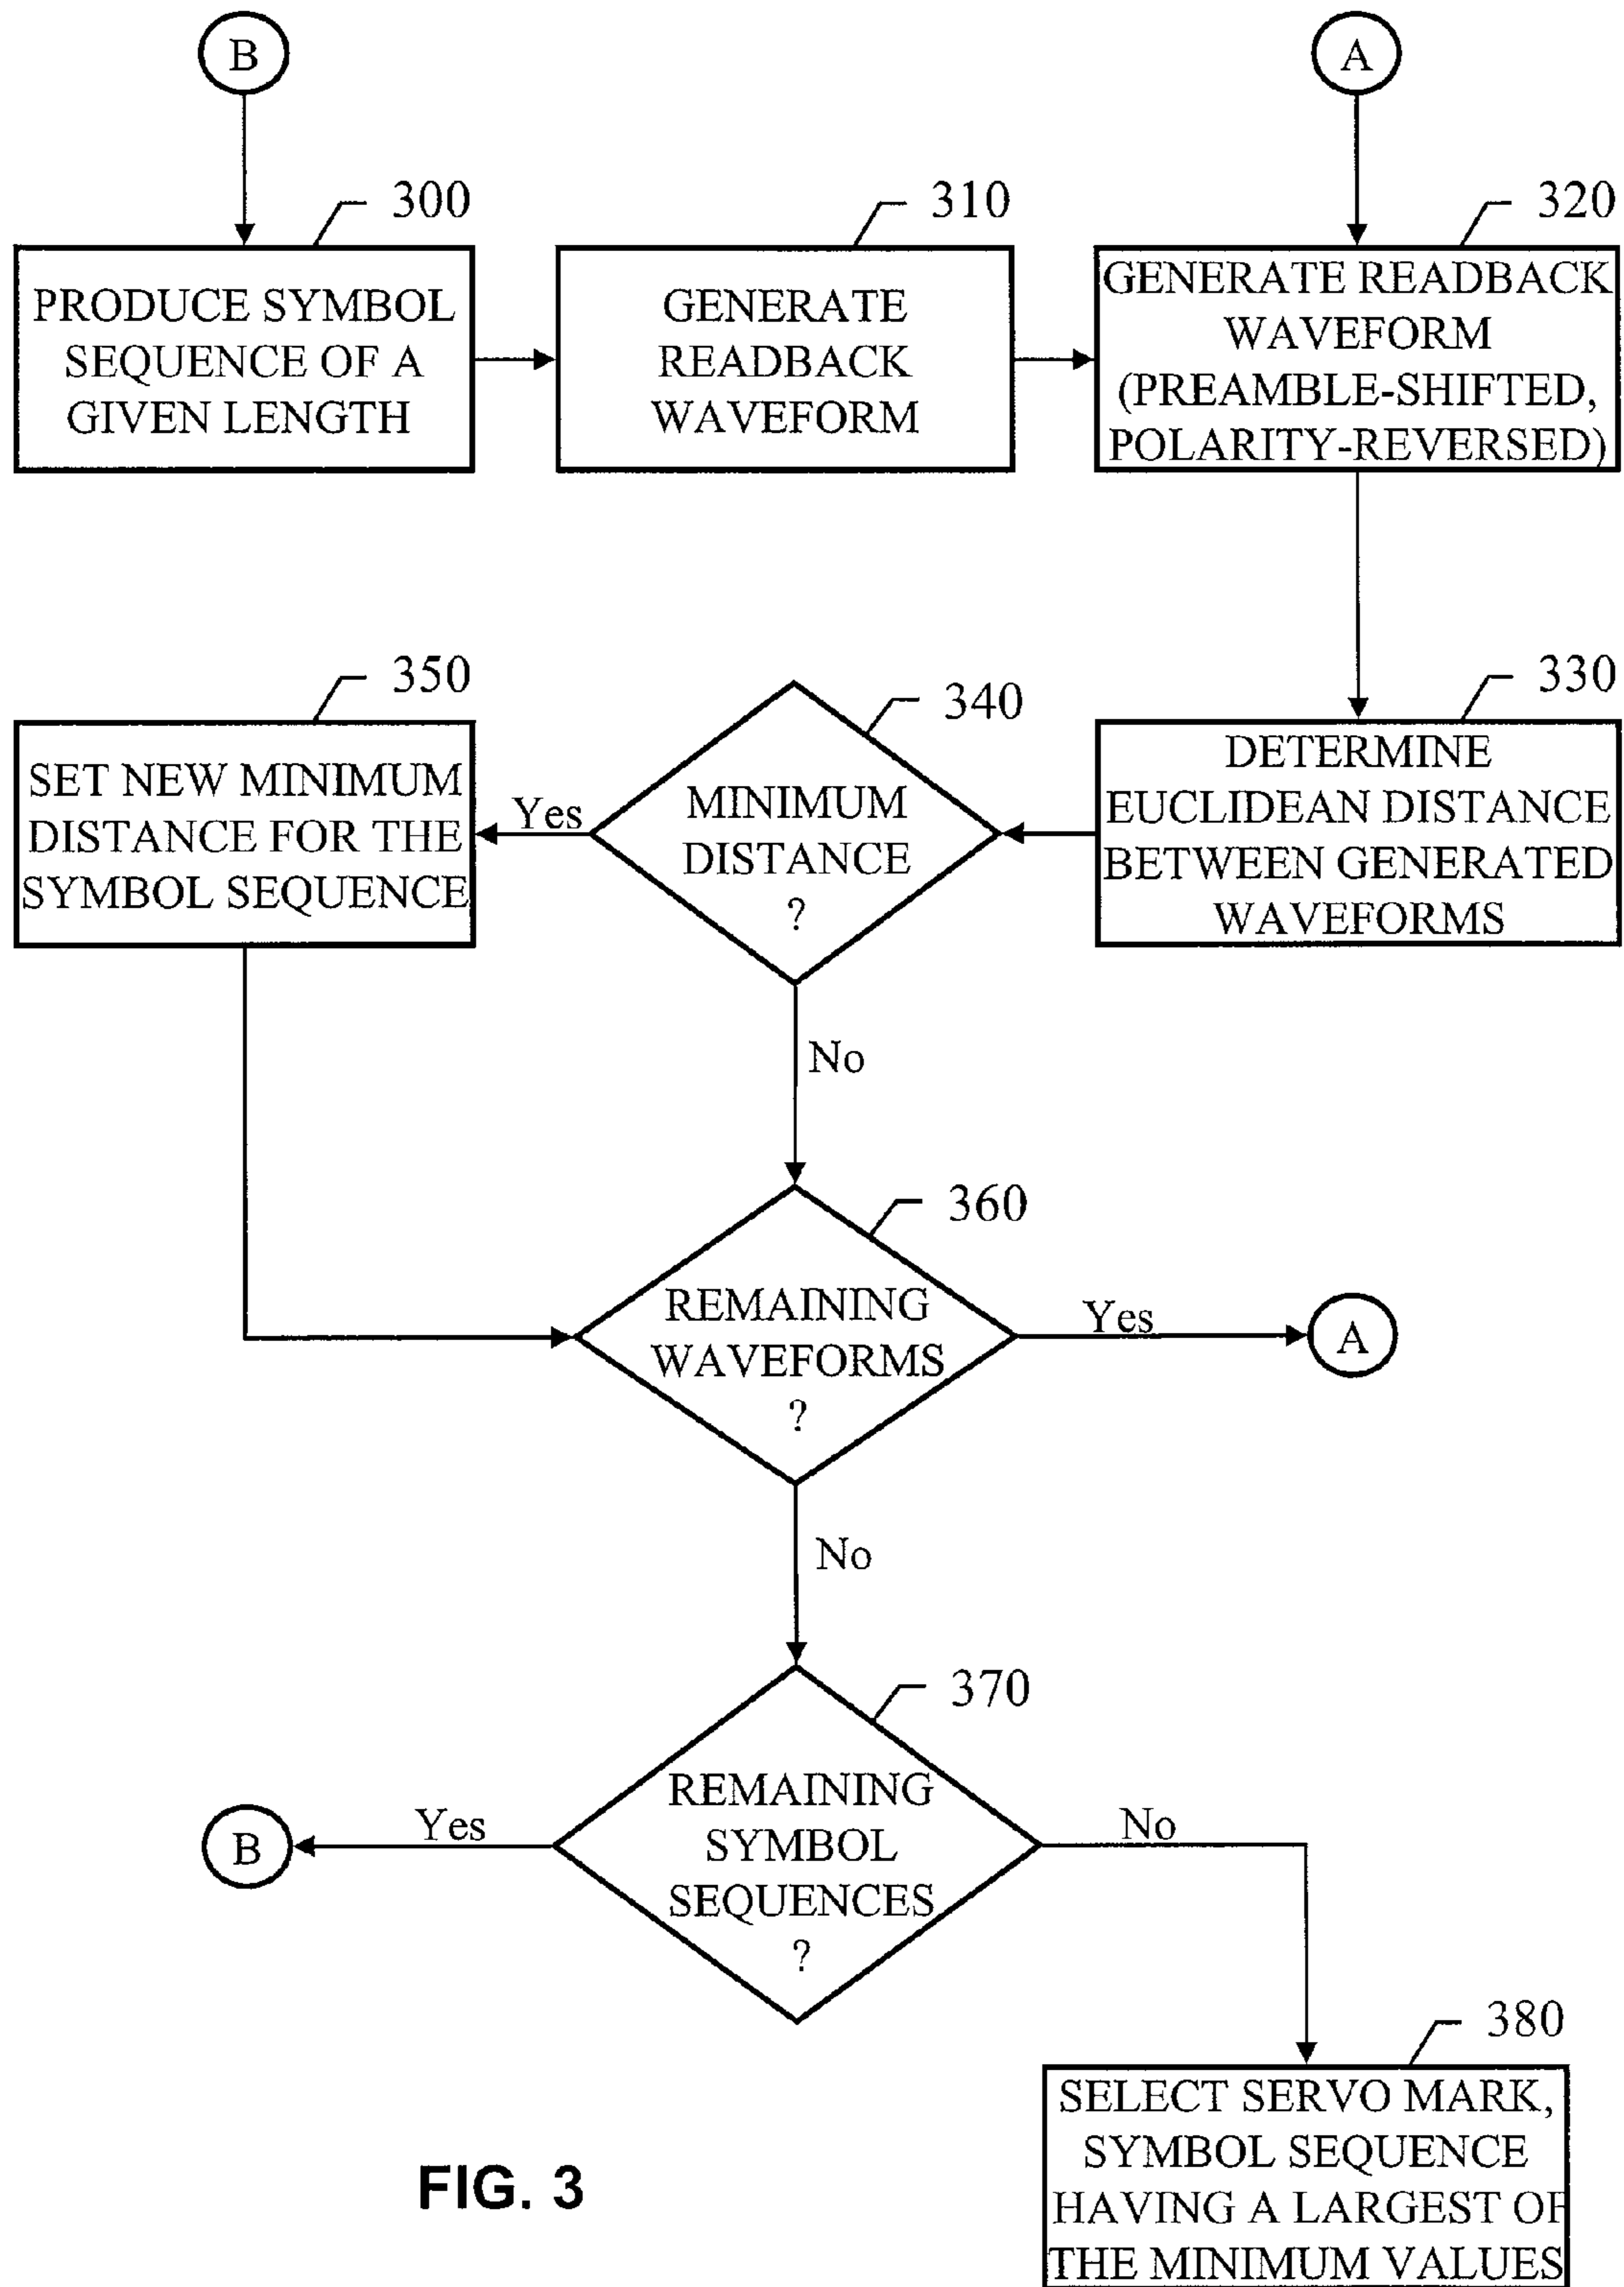 B
A
300
310
320
PRODUCE SYMBOL
SEQUENCE OF A
GIVEN LENGTH
GENERATE
READBACK
WAVEFORM
GENERATE READBACK
WAVEFORM
(PREAMBLE-SHIFTED,
POLARITY-REVERSED)
350
340
330
SET NEW MINIMUM
DISTANCE FOR THE
SYMBOL SEQUENCE
Yes
MINIMUM
DISTANCE
?
DETERMINE
EUCLIDEAN DISTANCE
BETWEEN GENERATED
WAVEFORMS
No
360
REMAINING
WAVEFORMS
?
Yes
A
No
370
REMAINING
SYMBOL
SEQUENCES
?
Yes
B
No
380
SELECT SERVO MARK,
SYMBOL SEQUENCE
HAVING A LARGEST OF
THE MINIMUM VALUES
FIG. 3